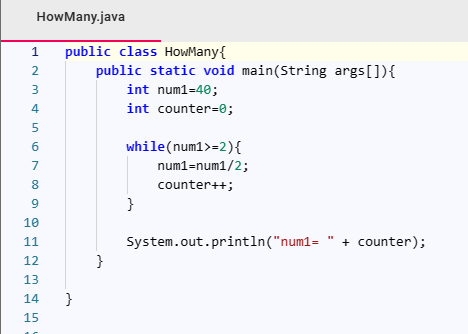 HowMany.java
1 public class HowMany{
2 public static void main(String args[]){
3 int num1=40;
4 int counter=0;
5
6 while(num1>=2){
7 num1=num1/2;
8 counter++;
9 }
10
11 System.out.println("num1= " + counter);
12 }
13
14 }
15